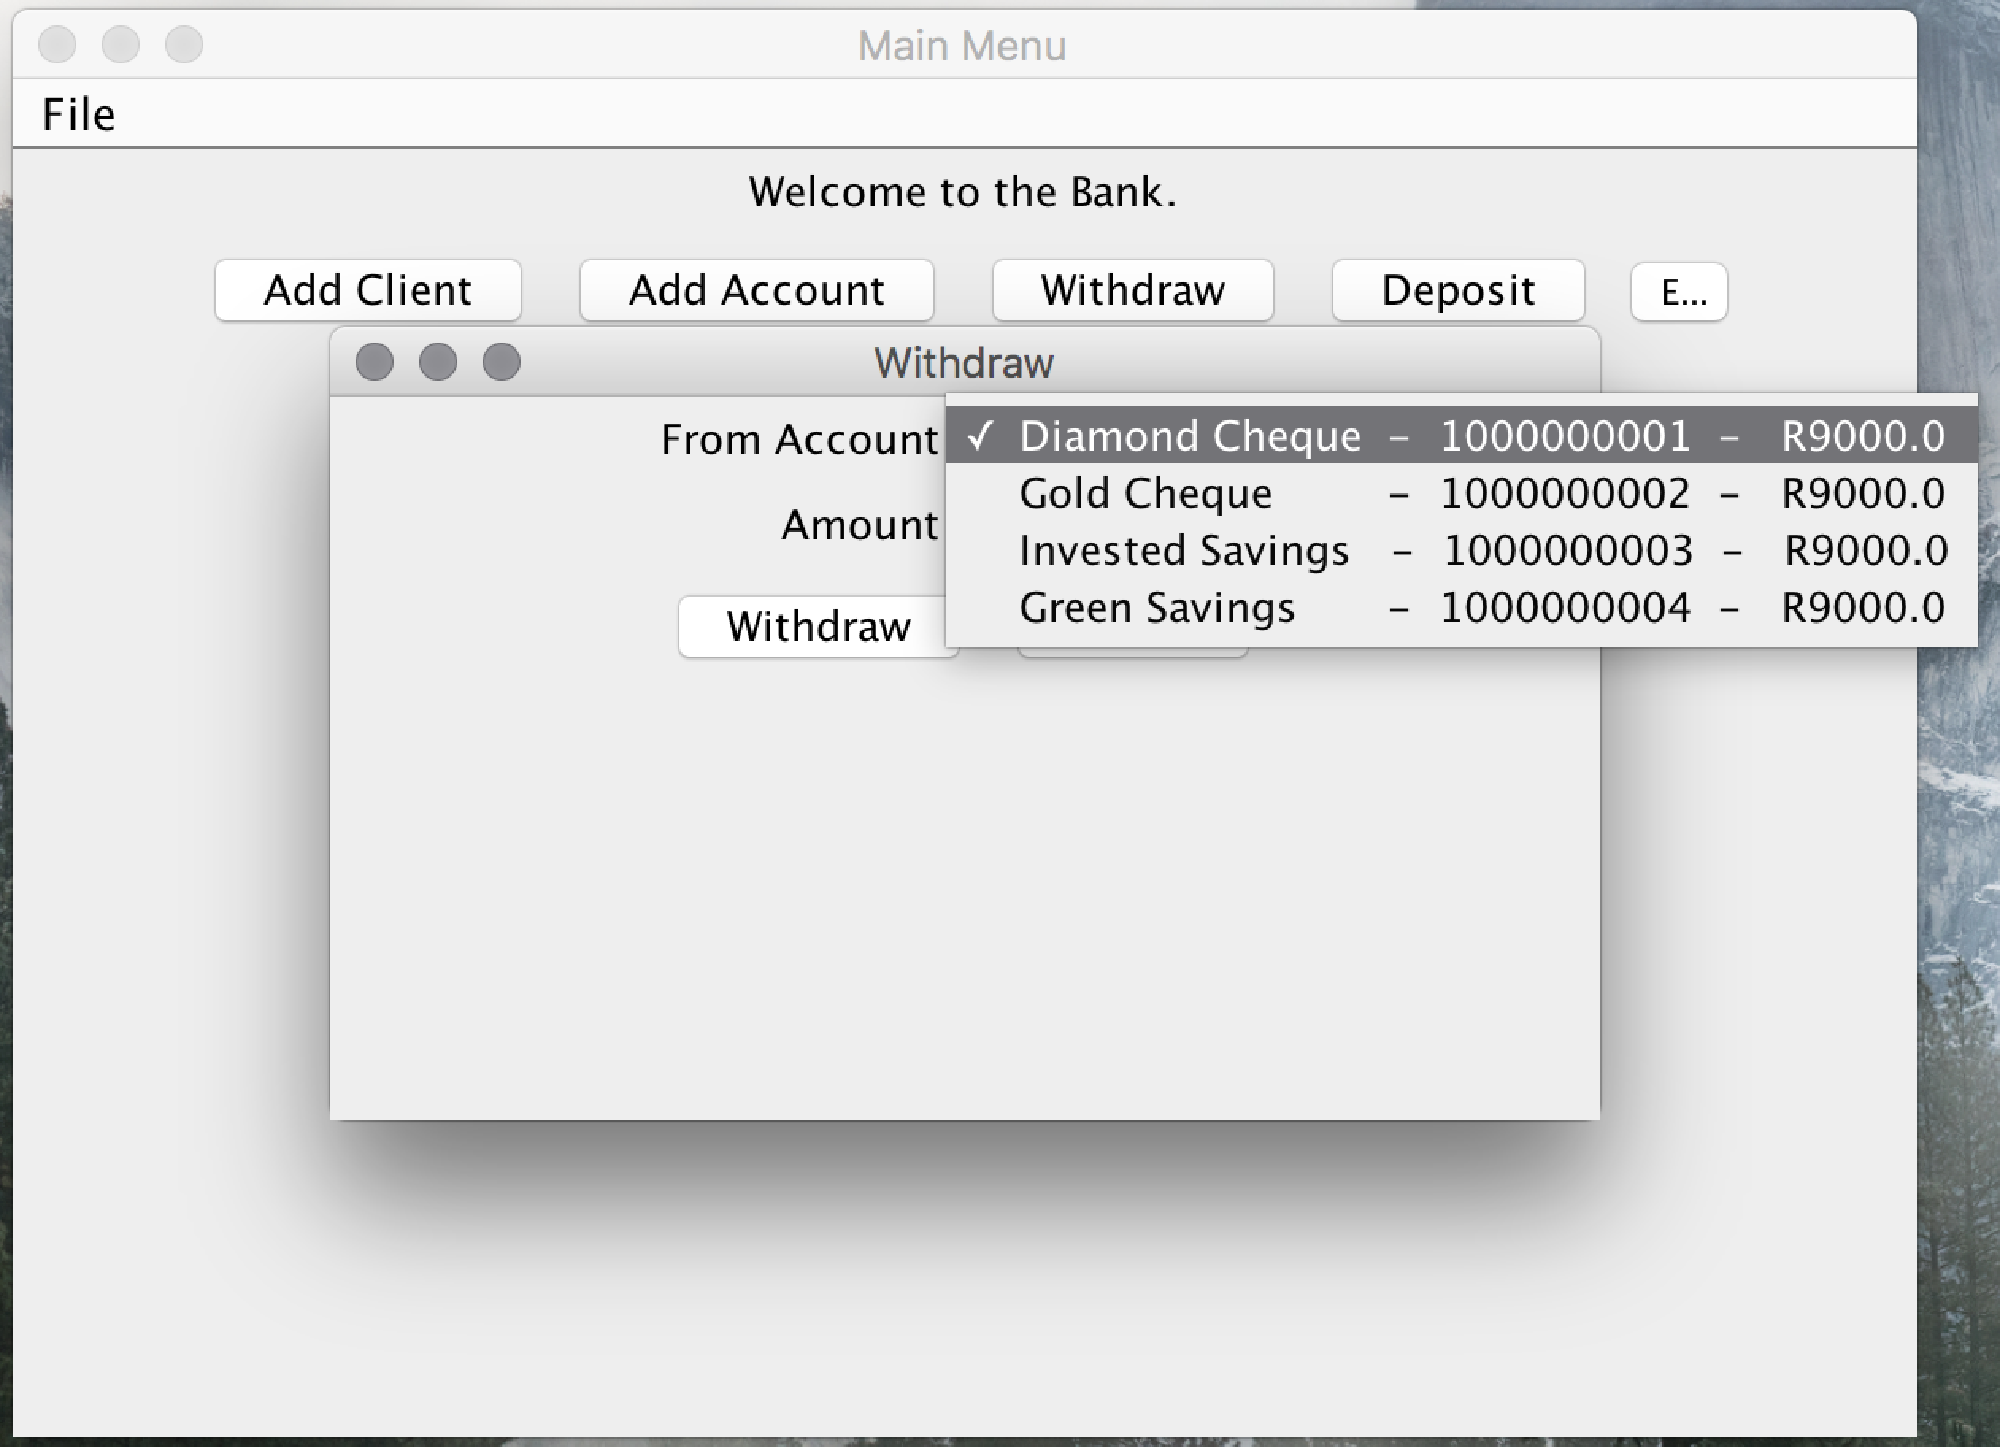 Main Menu
File
Welcome to the Bank.
Add Client Add Account Withdraw Deposit E...
Withdraw
From Account ✓ Diamond Cheque - 1000000001 - R9000.0
Gold Cheque - 1000000002 - R9000.0
Amount
Invested Savings - 1000000003 - R9000.0
Green Savings - 1000000004 - R9000.0
Withdraw